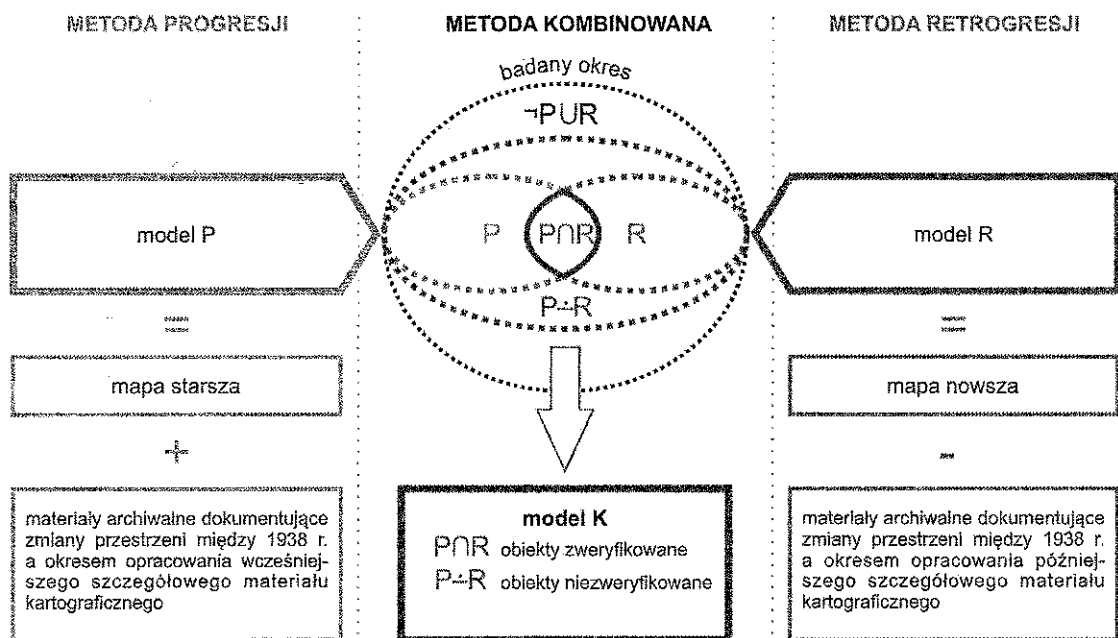 METODA PROGRESJI
model P
=
mapa starsza
+
materiały archiwalne dokumentujące
zmiany przestrzeni między 1938 r.
a okresem opracowania wcześniej-
szego szczegółowego materiału
kartograficznego
METODA KOMBINOWANA
badany okres
¬P∪R
P P∩R R
P∸R
model K
P∩R obiekty zweryfikowane
P∸R obiekty niezweryfikowane
METODA RETROGRESJI
model R
=
mapa nowsza
-
materiały archiwalne dokumentujące
zmiany przestrzeni między 1938 r.
a okresem opracowania później-
szego szczegółowego materiału
kartograficznego